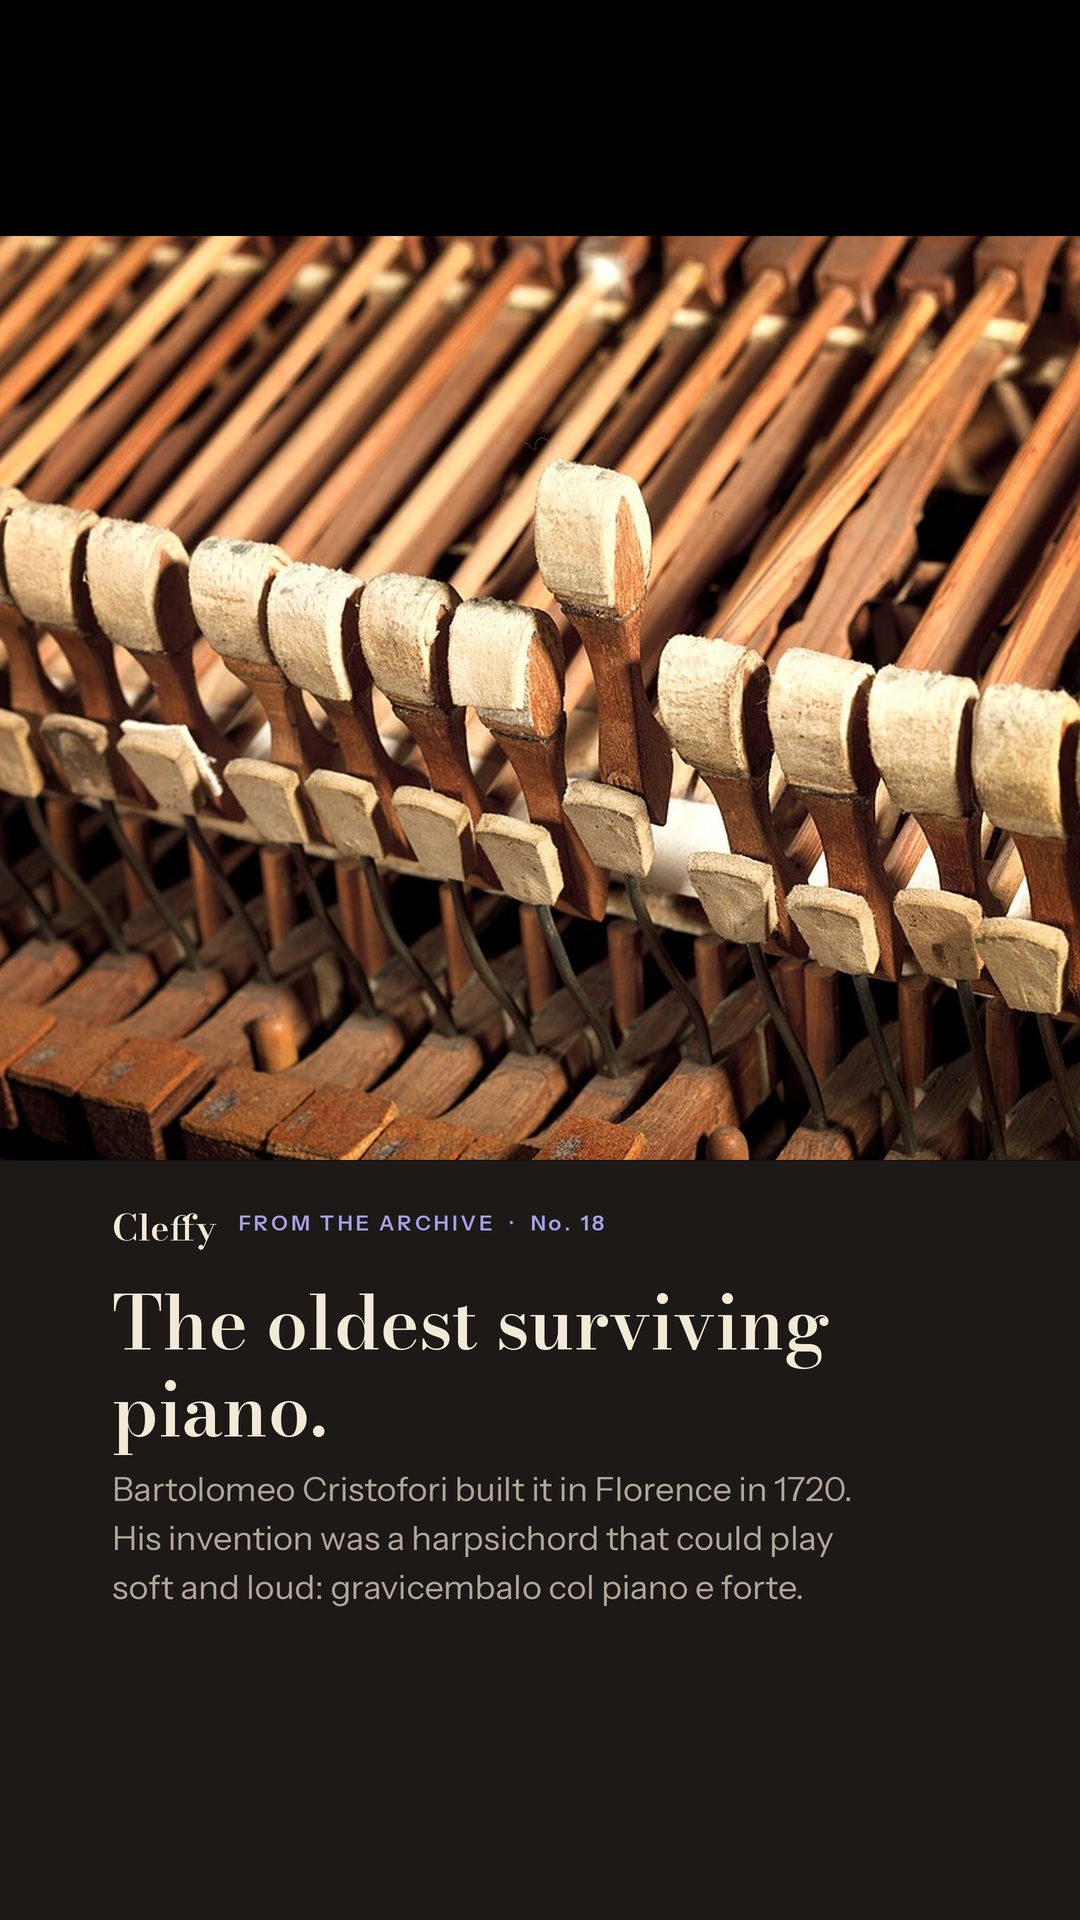 Cleffy FROM THE ARCHIVE · No. 18
The oldest surviving
piano.
Bartolomeo Cristofori built it in Florence in 1720.
His invention was a harpsichord that could play
soft and loud: gravicembalo col piano e forte.